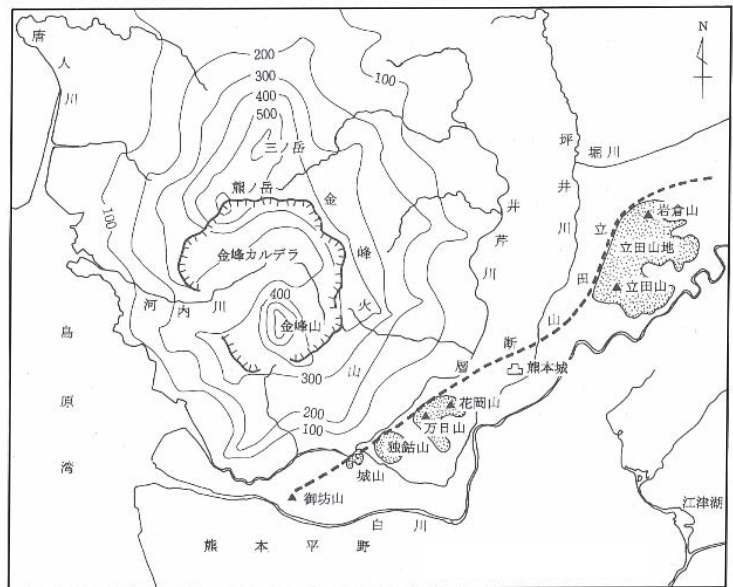 唐人川
200
300
400
500
100
N
三ノ岳
熊ノ岳
金峰火山
100
金峰カルデラ
河内川
400
金峰山
300
200
100
井芹川
坪井川
堀川
立田山断層
岩倉山
立田山地
立田山
熊本城
花岡山
万日山
独鈷山
城山
御坊山
白川
島原湾
熊本平野
江津湖